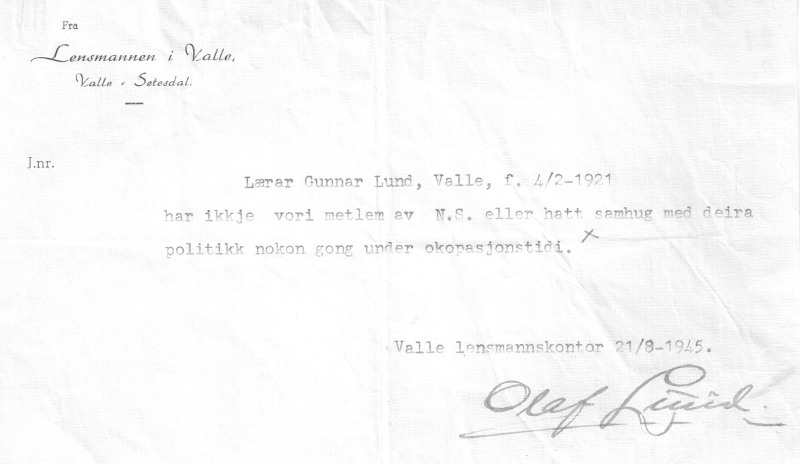 Fra
Lensmannen i Valle,
Valle - Setesdal.
J.nr.
Lærar Gunnar Lund, Valle, f. 4/2-1921
har ikkje vori metlem av N.S. eller hatt samhug med deira
politikk nokon gong under okopasjonstidi. x
Valle lensmannskontor 21/8-1945.
Olaf Lund.